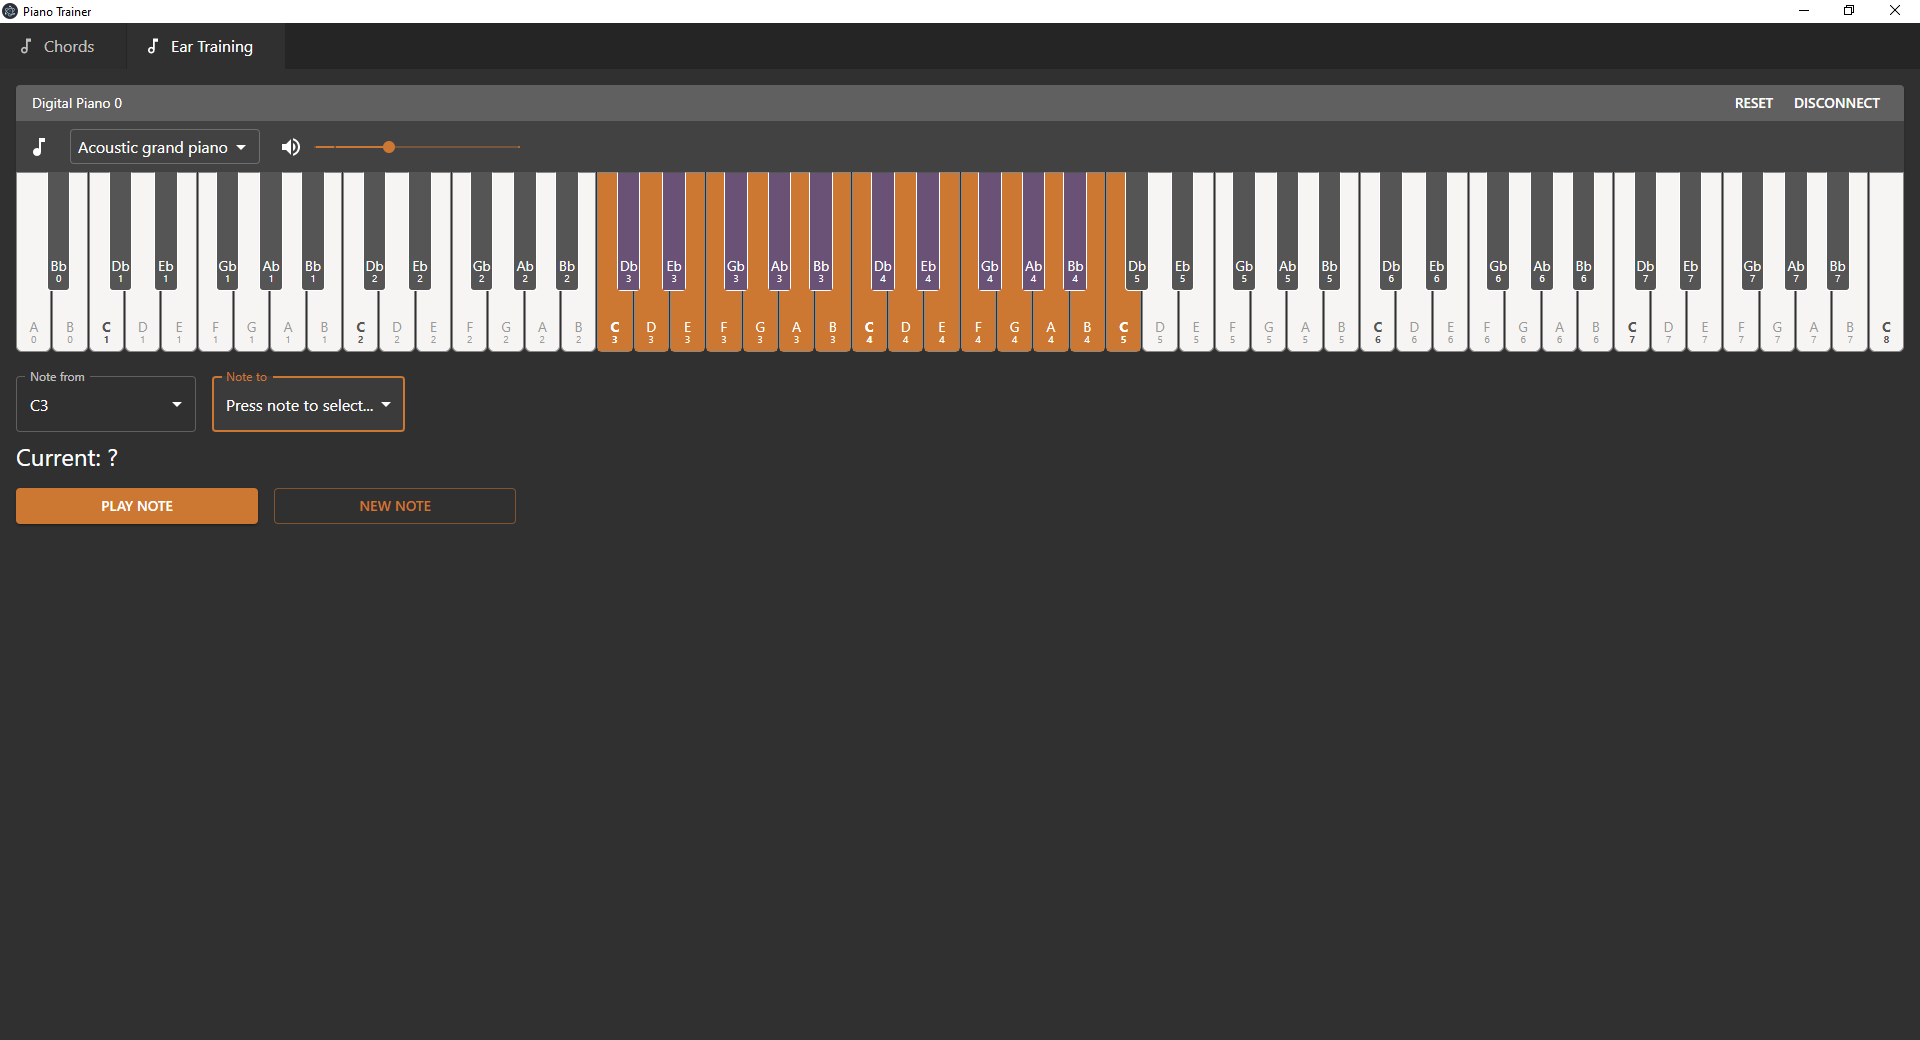 Piano Trainer
Chords Ear Training
Digital Piano 0 RESET DISCONNECT
Acoustic grand piano
Bb Db Eb Gb Ab Bb Db Eb Gb Ab Bb Db Eb Gb Ab Bb Db Eb Gb Ab Bb Db Eb Gb Ab Bb Db Eb Gb Ab Bb Db Eb Gb Ab Bb
0 1 1 1 1 1 2 2 2 2 2 3 3 3 3 3 4 4 4 4 4 5 5 5 5 5 6 6 6 6 6 7 7 7 7 7
A B C D E F G A B C D E F G A B C D E F G A B C D E F G A B C D E F G A B C D E F G A B C D E F G A B C
0 0 1 1 1 1 1 1 1 2 2 2 2 2 2 2 3 3 3 3 3 3 3 4 4 4 4 4 4 4 5 5 5 5 5 5 5 6 6 6 6 6 6 6 7 7 7 7 7 7 7 8
Note from Note to
C3 Press note to select...
Current: ?
PLAY NOTE NEW NOTE